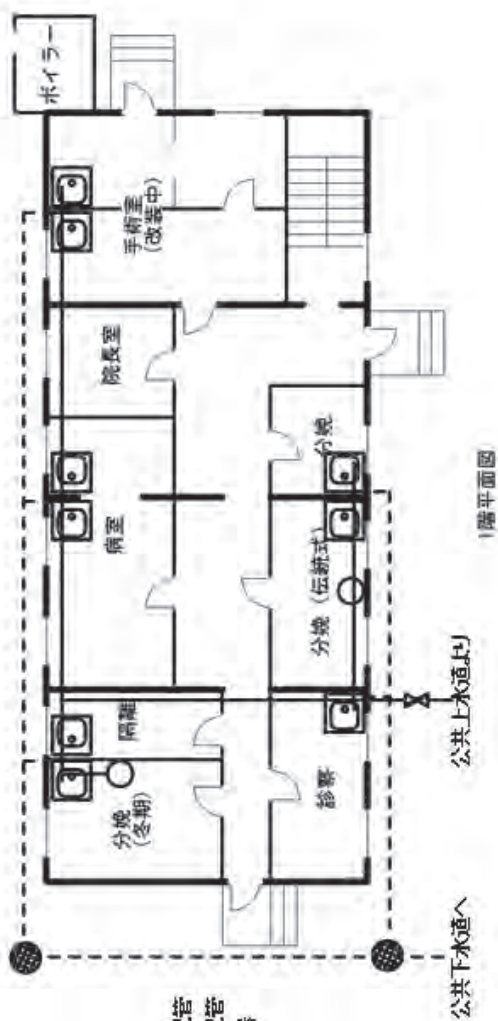 ボイラー
手術室
(改装中)
院長室
病室
隔離
分娩
(冬期)
分娩
分娩 (伝統式)
診察
1階平面図
公共上水道より
公共下水道へ
管
管